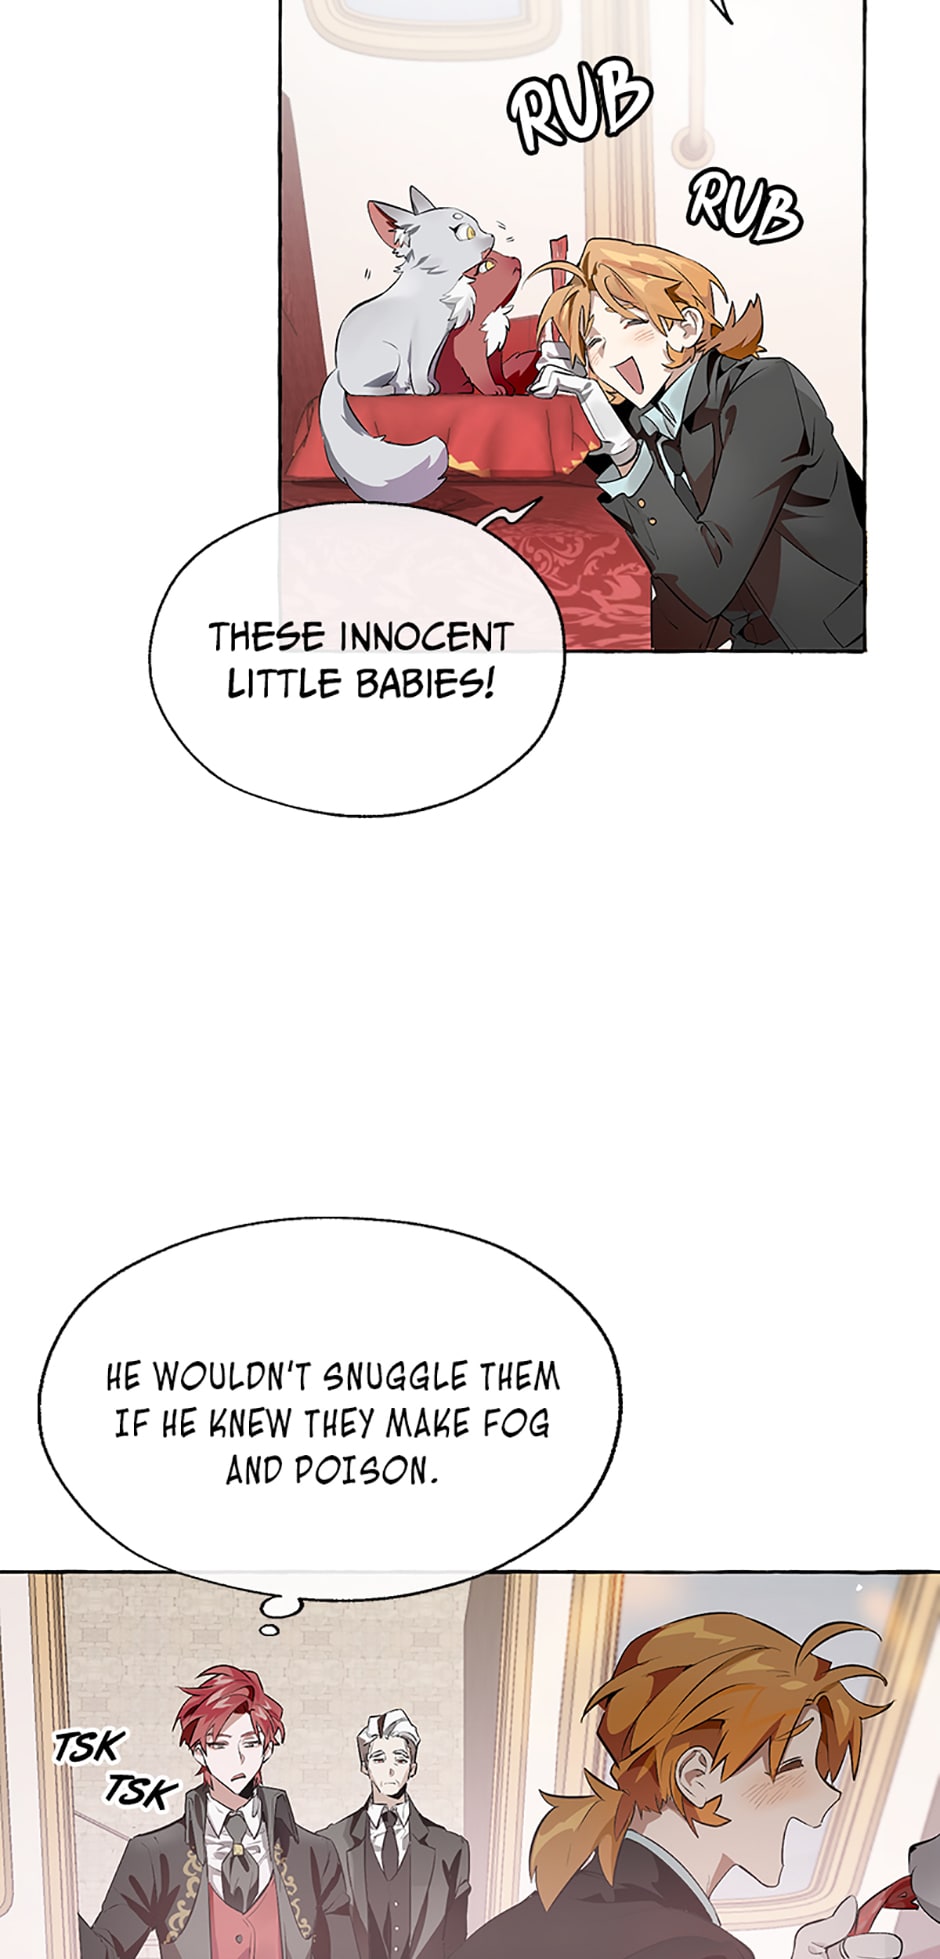 RUB
RUB
THESE INNOCENT
LITTLE BABIES!
HE WOULDN'T SNUGGLE THEM
IF HE KNEW THEY MAKE FOG
AND POISON.
TSK
TSK